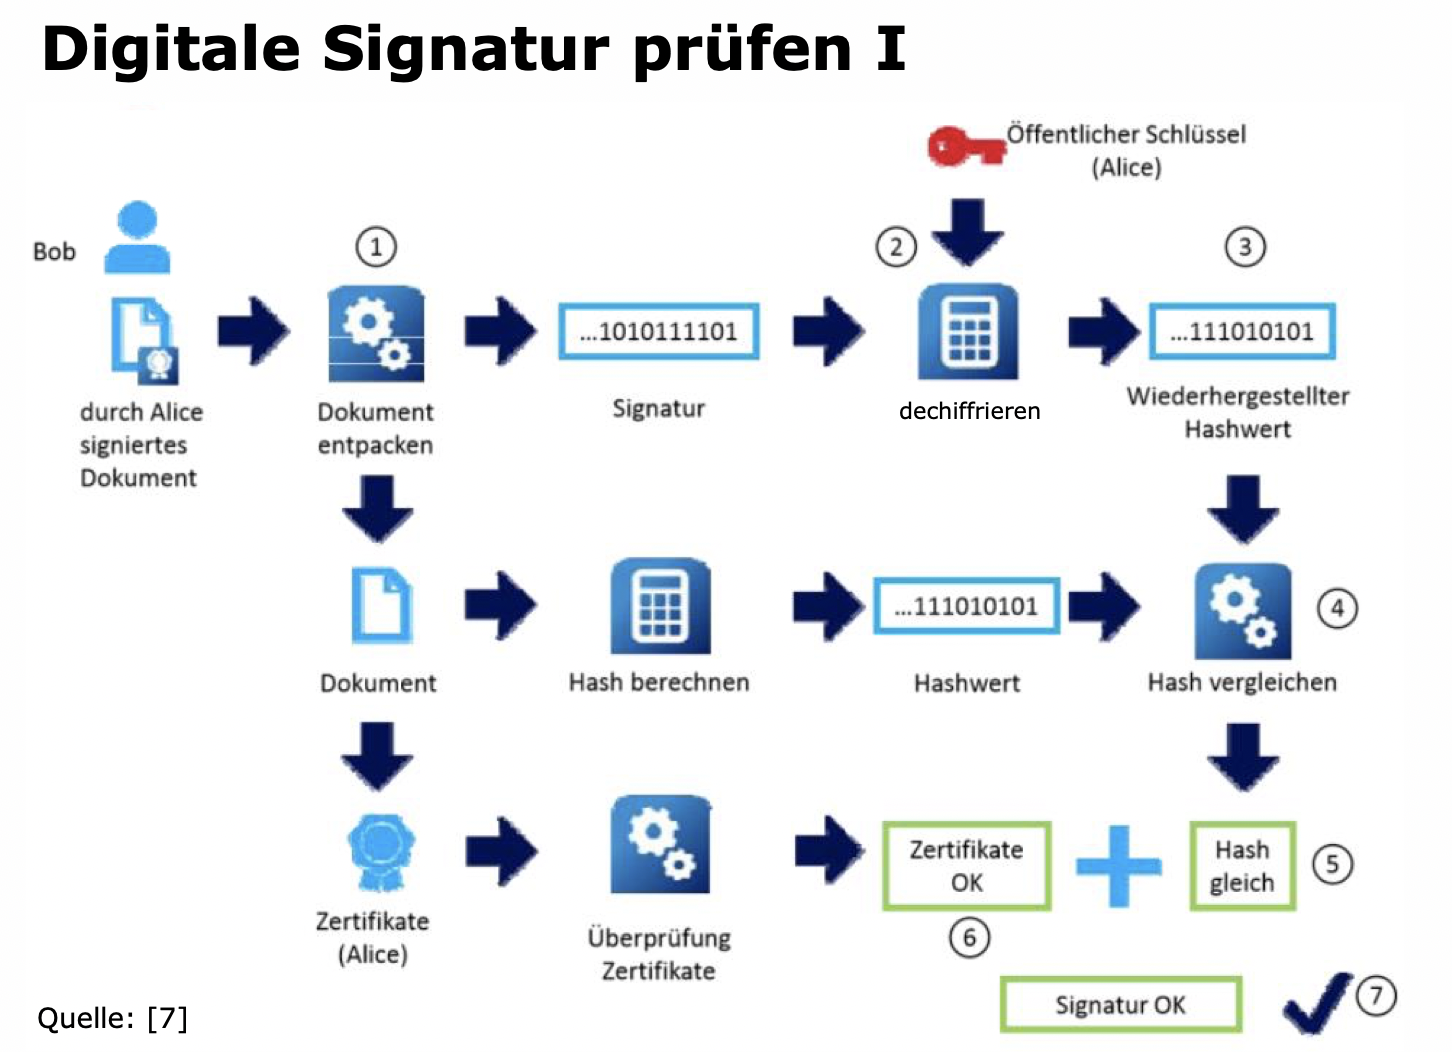 Digitale Signatur prüfen I
Öffentlicher Schlüssel
(Alice)
Bob
1
2
3
...1010111101
...111010101
durch Alice
signiertes
Dokument
Dokument
entpacken
Signatur
dechiffrieren
Wiederhergestellter
Hashwert
...111010101
4
Dokument
Hash berechnen
Hashwert
Hash vergleichen
Zertifikate
OK
Hash
gleich
5
Zertifikate
(Alice)
Überprüfung
Zertifikate
6
Signatur OK
7
Quelle: [7]